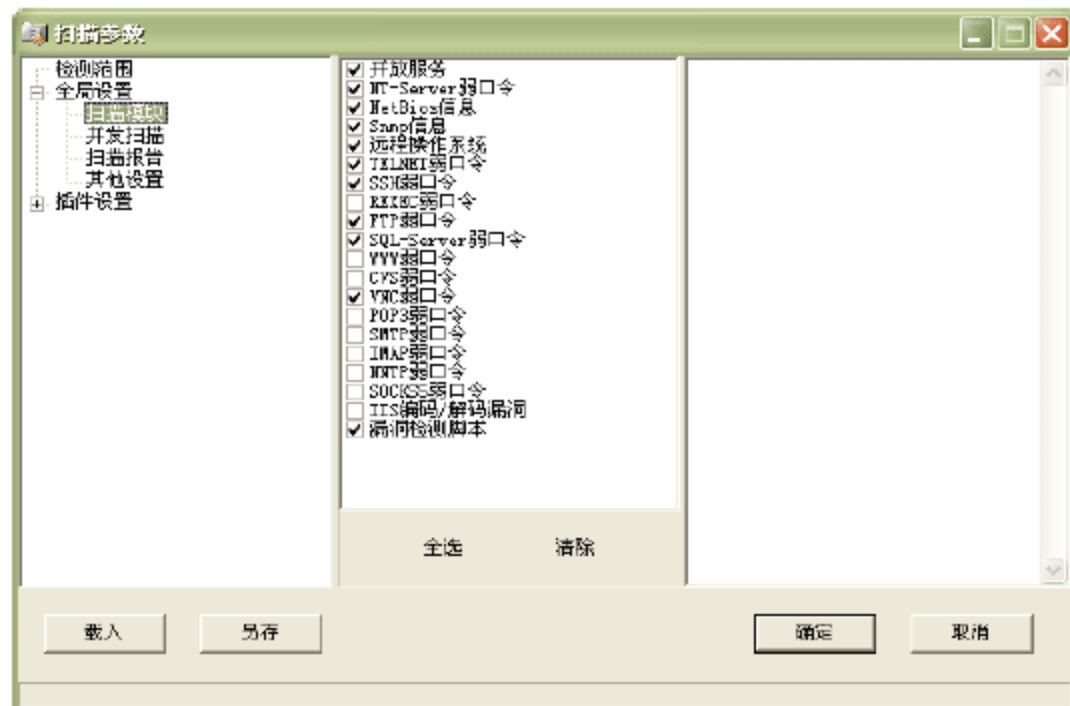 扫描参数
检测范围
全局设置
扫描模块
并发扫描
扫描报告
其他设置
插件设置
开放服务
NT-Server弱口令
NetBios信息
Snmp信息
远程操作系统
TELNET弱口令
SSH弱口令
REXEC弱口令
FTP弱口令
SQL-Server弱口令
WWW弱口令
CVS弱口令
VNC弱口令
POP3弱口令
SMTP弱口令
IMAP弱口令
NNTP弱口令
SOCKS5弱口令
IIS编码/解码漏洞
漏洞检测脚本
全选 清除
载入 另存 确定 取消